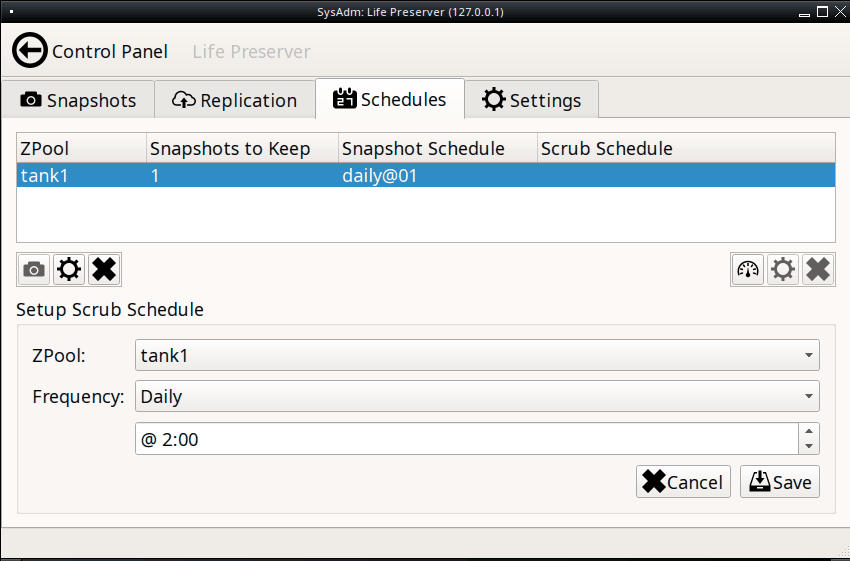 SysAdm: Life Preserver (127.0.0.1)
Control Panel Life Preserver
Snapshots Replication Schedules Settings
ZPool Snapshots to Keep Snapshot Schedule Scrub Schedule
tank1 1 daily@01
Setup Scrub Schedule
ZPool: tank1
Frequency: Daily
@ 2:00
Cancel Save